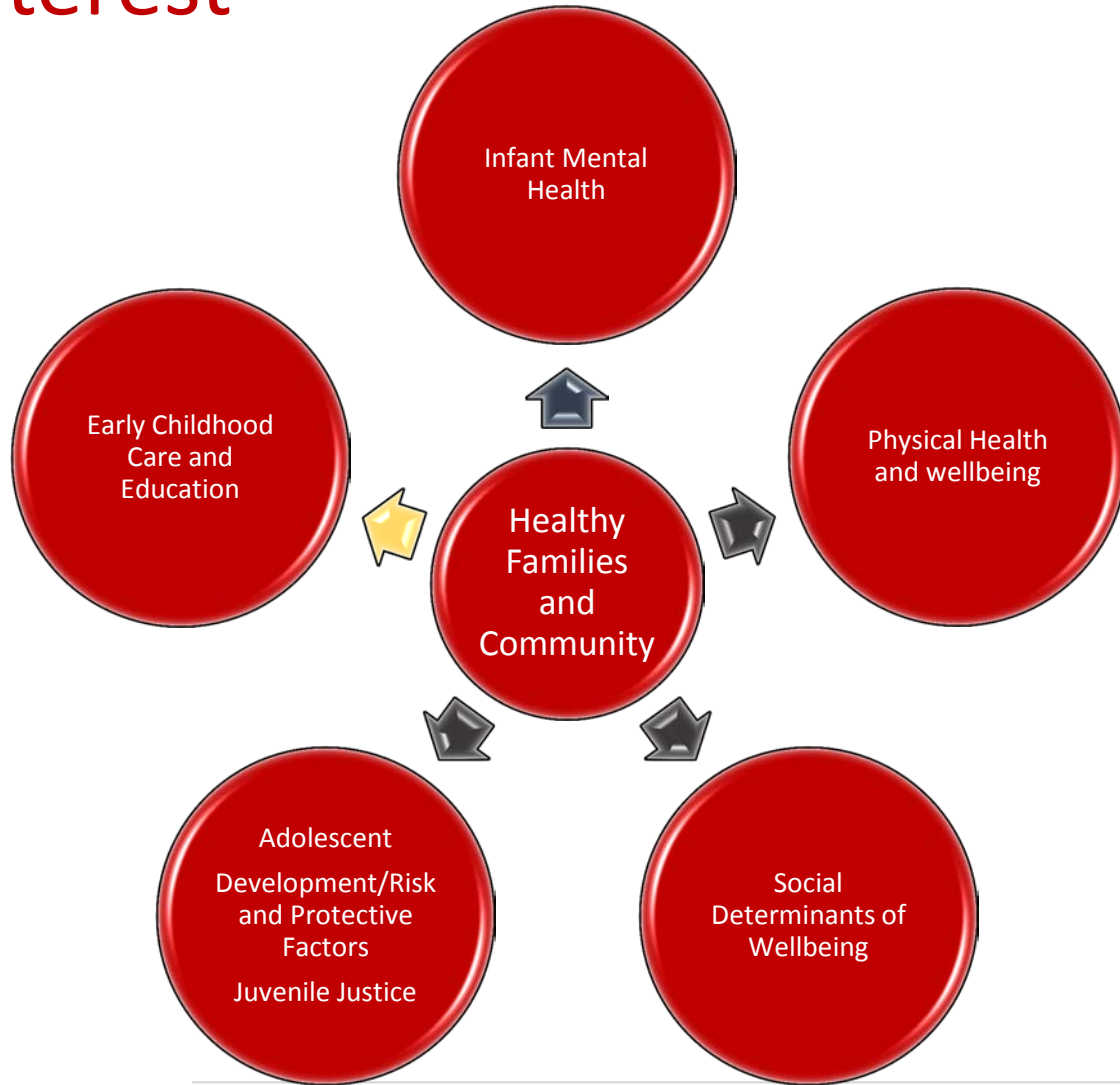 terest
Infant Mental
Health
Early Childhood
Care and
Education
Physical Health
and wellbeing
Healthy
Families
and
Community
Adolescent
Development/Risk
and Protective
Factors
Juvenile Justice
Social
Determinants of
Wellbeing